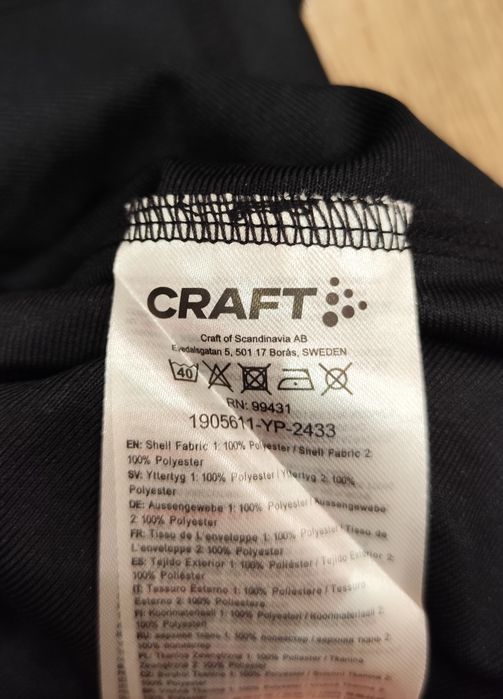 CRAFT
Craft of Scandinavia AB
Evedalsgatan 5, 501 17 Borås, SWEDEN
40
RN: 99431
1905611-YP-2433
EN: Shell Fabric 1: 100% Polyester / Shell Fabric 2:
100% Polyester
SV: Yttertyg 1: 100% Polyester / Yttertyg 2: 100%
Polyester
DE: Aussengewebe 1: 100% Polyester / Aussengewebe
2: 100% Polyester
FR: Tissu de L'enveloppe 1: 100% Polyester / Tissu de
L'enveloppe 2: 100% Polyester
ES: Tejido Exterior 1: 100% Poliéster / Tejido Exterior 2:
100% Poliéster
IT: Tessuto Esterno 1: 100% Poliestere / Tessuto
Esterno 2: 100% Poliestere
FI: Kuorimateriaali 1: 100% Polyesteri / Kuorimateriaali 2:
100% Polyesteri